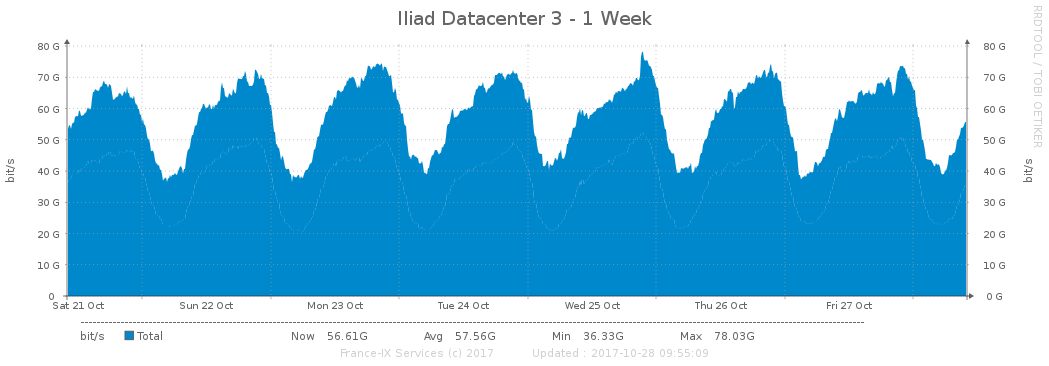 Iliad Datacenter 3 - 1 Week
RRDTOOL / TOBI OETIKER
80 G 80 G
70 G 70 G
60 G 60 G
50 G 50 G
40 G 40 G
30 G 30 G
20 G 20 G
10 G 10 G
0 0 G
bit/s bit/s
Sat 21 Oct Sun 22 Oct Mon 23 Oct Tue 24 Oct Wed 25 Oct Thu 26 Oct Fri 27 Oct
bit/s Total Now 56.61G Avg 57.56G Min 36.33G Max 78.03G
France-IX Services (c) 2017 Updated : 2017-10-28 09:55:09